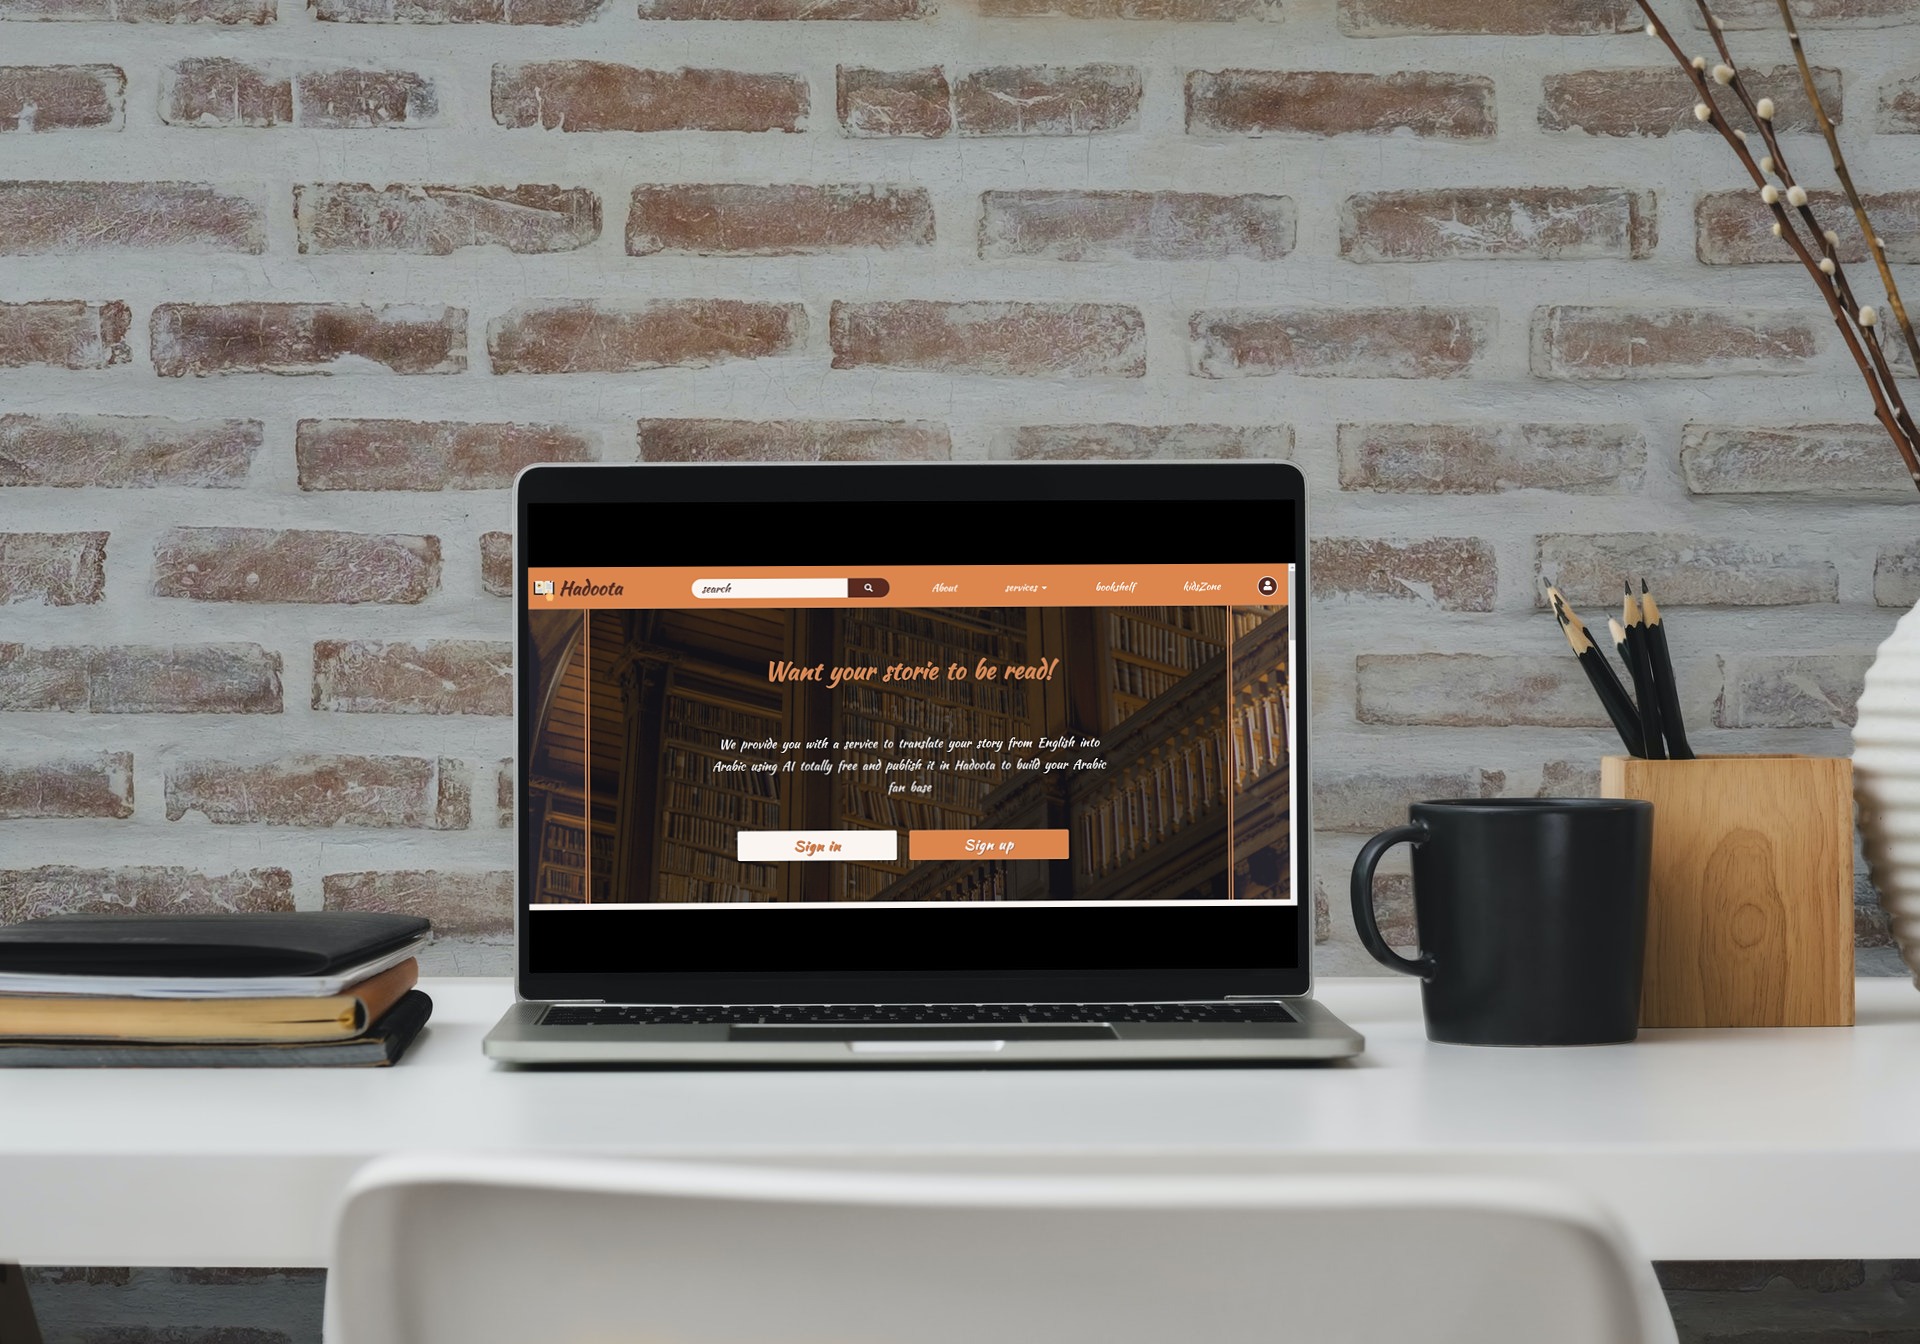 Hadoota
search
About
services
bookshelf
kidsZone
Want your storie to be read!
We provide you with a service to translate your story from English into
Arabic using AI totally free and publish it in Hadoota to build your Arabic
fan base
Sign in
Sign up